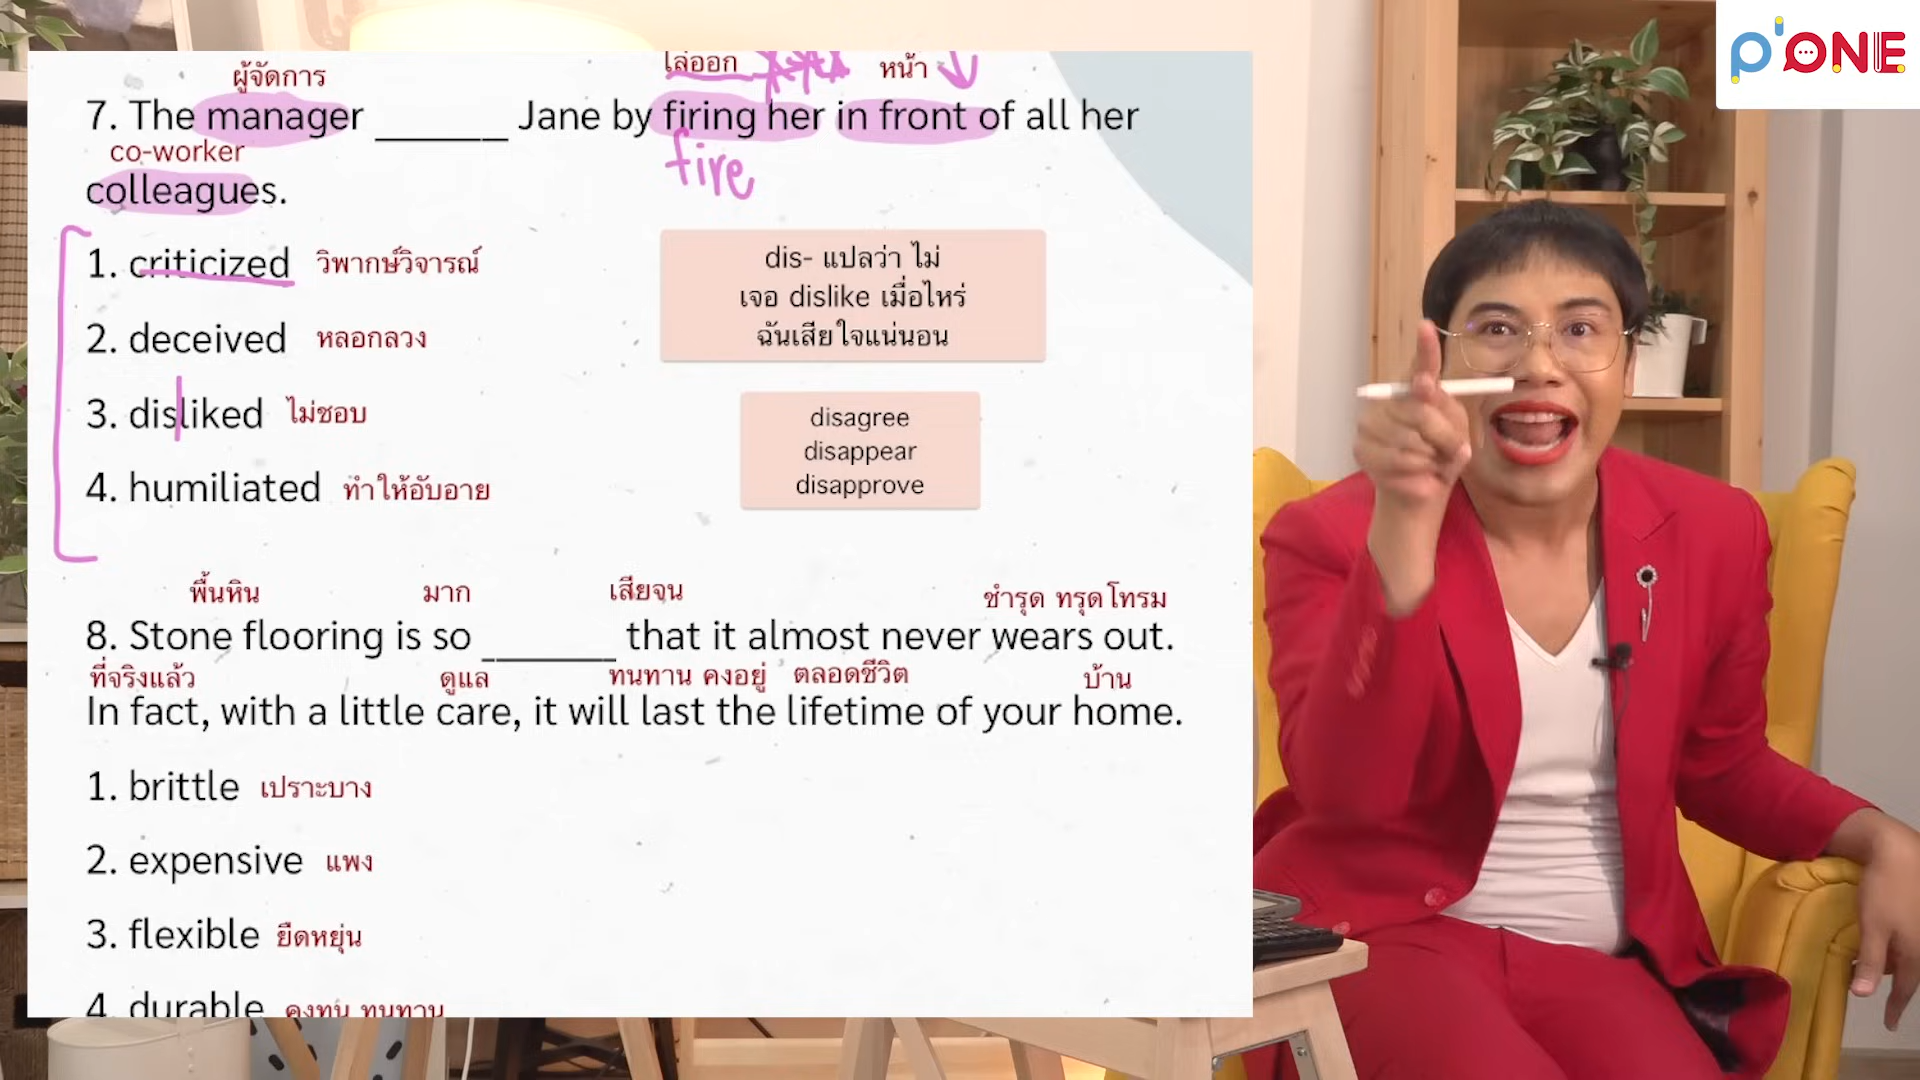 P'ONE
ผู้จัดการ
ไล่ออก
หน้า
7. The manager ______ Jane by firing her in front of all her
fire
co-worker
colleagues.
1. criticized วิพากษ์วิจารณ์
2. deceived หลอกลวง
3. disliked ไม่ชอบ
4. humiliated ทำให้อับอาย
dis- แปลว่า ไม่
เจอ dislike เมื่อไหร่
ฉันเสียใจแน่นอน
disagree
disappear
disapprove
พื้นหิน มาก เสียจน ชำรุด ทรุดโทรม
8. Stone flooring is so ______ that it almost never wears out.
ที่จริงแล้ว ดูแล ทนทาน คงอยู่ ตลอดชีวิต บ้าน
In fact, with a little care, it will last the lifetime of your home.
1. brittle เปราะบาง
2. expensive แพง
3. flexible ยืดหยุ่น
4. durable คงทน ทนทาน